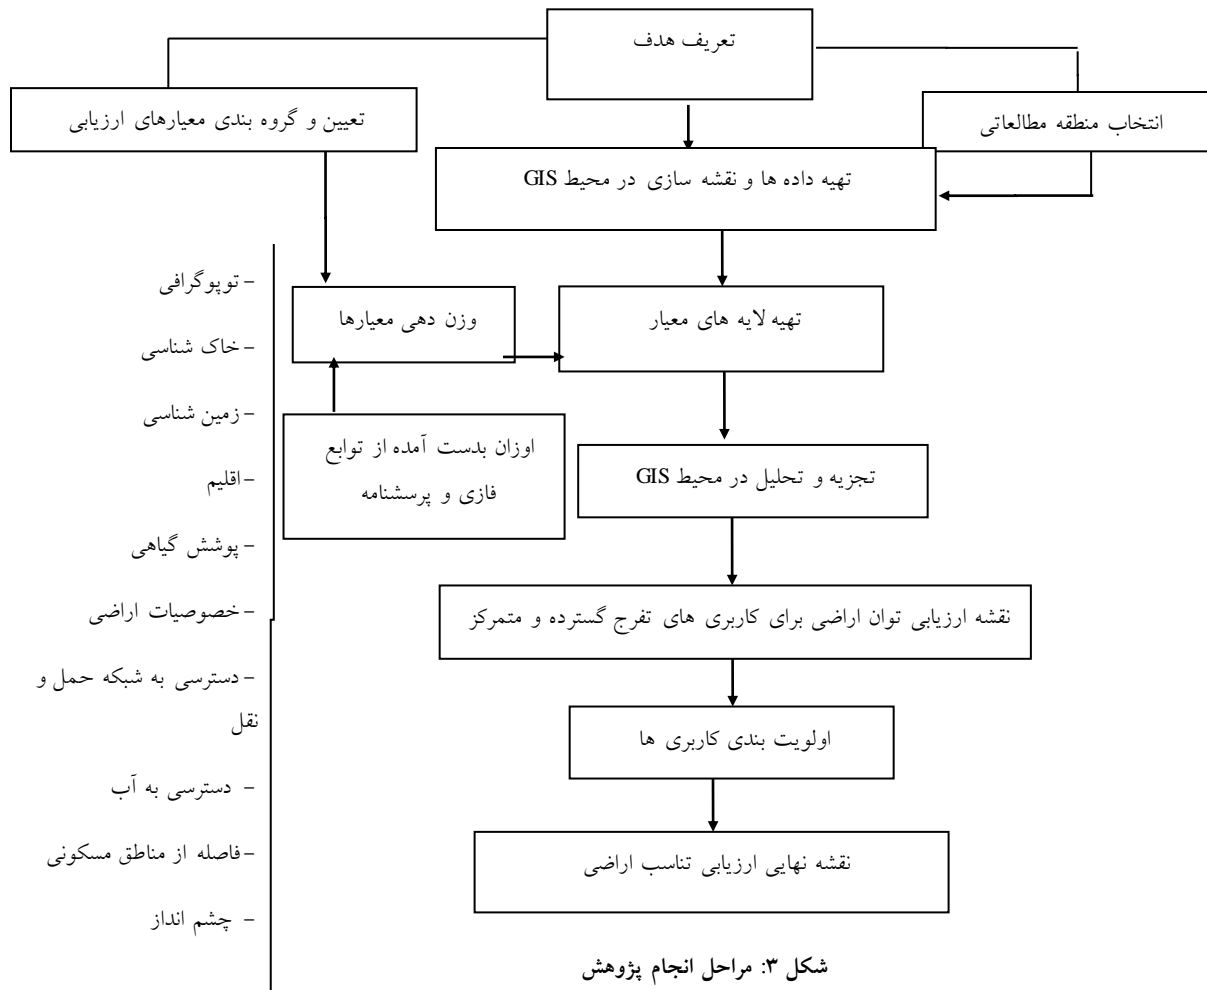 تعریف هدف
انتخاب منطقه مطالعاتی
تعیین و گروه بندی معیارهای ارزیابی
تهیه داده ها و نقشه سازی در محیط GIS
تهیه لایه های معیار
وزن دهی معیارها
اوزان بدست آمده از توابع
فازی و پرسشنامه
تجزیه و تحلیل در محیط GIS
نقشه ارزیابی توان اراضی برای کاربری های تفرج گسترده و متمرکز
اولویت بندی کاربری ها
نقشه نهایی ارزیابی تناسب اراضی
-توپوگرافی
-خاک شناسی
-زمین شناسی
-اقلیم
-پوشش گیاهی
-خصوصیات اراضی
-دسترسی به شبکه حمل و
نقل
- دسترسی به آب
-فاصله از مناطق مسکونی
- چشم انداز
شکل ۳: مراحل انجام پژوهش